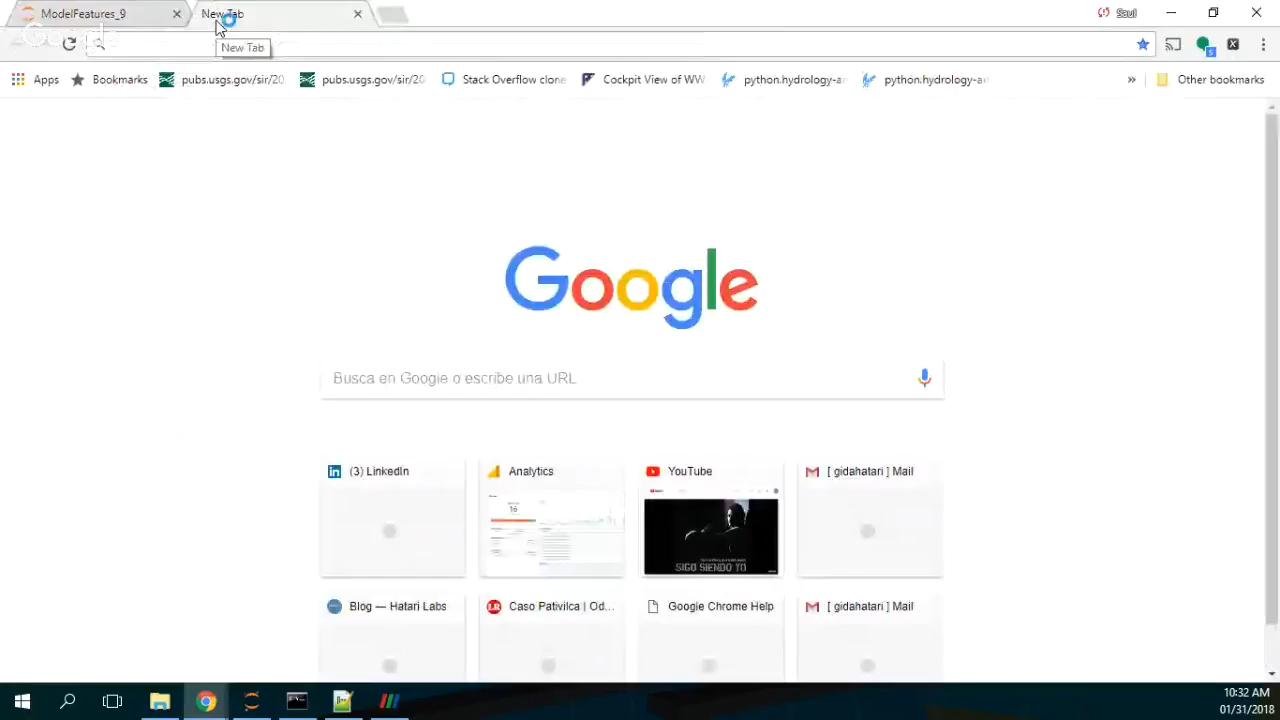 ModelFeatures_9
New Tab
Saul
Google
New Tab
Apps
Bookmarks
pubs.usgs.gov/sir/20
pubs.usgs.gov/sir/20
Stack Overflow clone
Cockpit View of WW
python.hydrology-a
python.hydrology-a
»
Other bookmarks
Google
Busca en Google o escribe una URL
(3) LinkedIn
Analytics
YouTube
[ gidahatari ] Mail
16
SIGO SIENDO YO
Blog — Hatari Labs
LR
Caso Pativilca | Od...
Google Chrome Help
[ gidahatari ] Mail
10:32 AM
01/31/2018